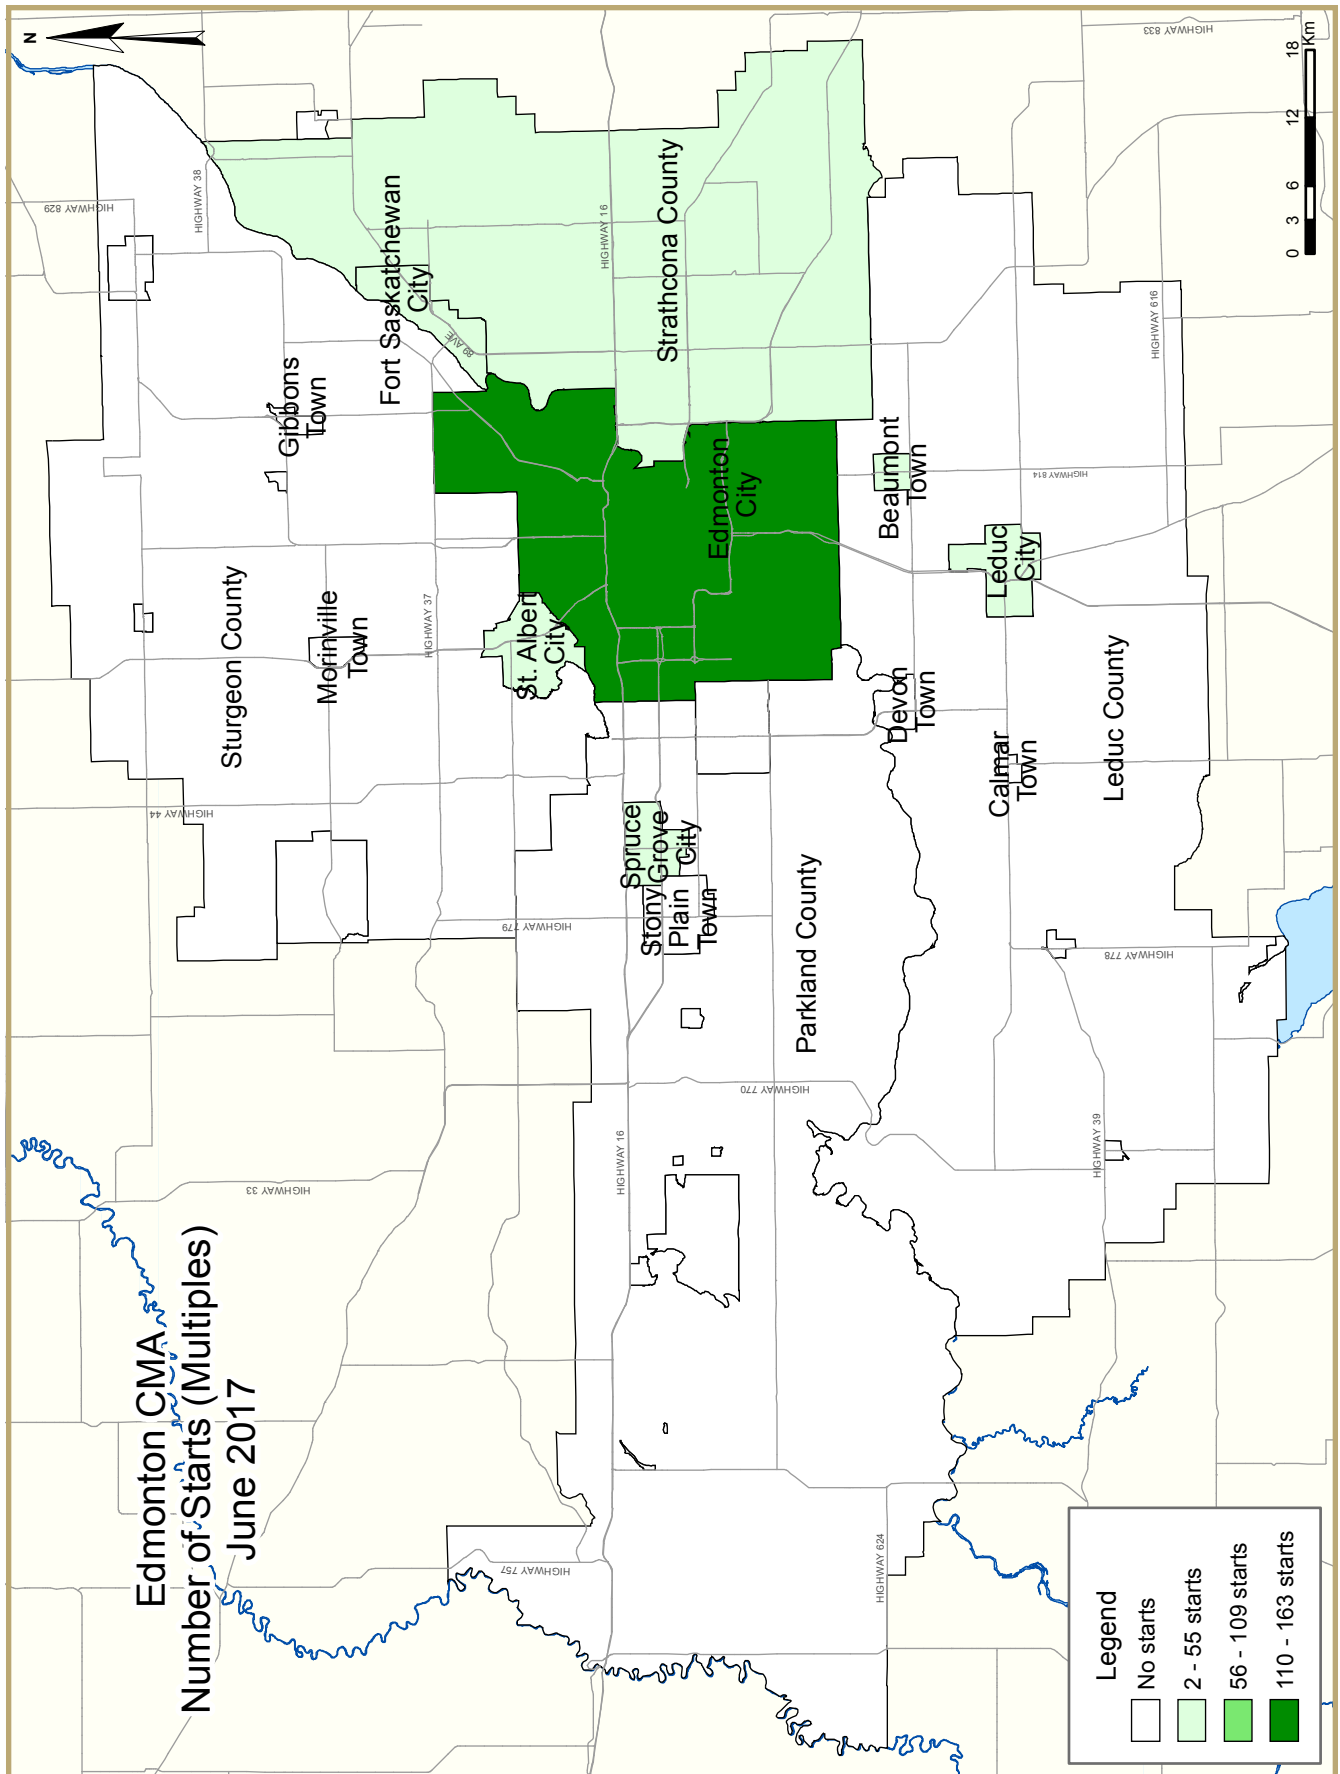 Edmonton CMA
Number of Starts (Multiples)
June 2017
N
HIGHWAY 829
HIGHWAY 38
HIGHWAY 833
HIGHWAY 44
HIGHWAY 33
HIGHWAY 37
HIGHWAY 779
HIGHWAY 757
HIGHWAY 16
HIGHWAY 16
89 AVE
HIGHWAY 770
HIGHWAY 624
HIGHWAY 39
HIGHWAY 778
HIGHWAY 814
HIGHWAY 616
Sturgeon County
Gibbons
Town
Morinville
Town
Fort Saskatchewan
City
St. Albert
City
Strathcona County
Edmonton
City
Spruce
Grove
City
Stony
Plain
Town
Parkland County
Beaumont
Town
Devon
Town
Leduc
City
Calmar
Town
Leduc County
Legend
No starts
2 - 55 starts
56 - 109 starts
110 - 163 starts
0 3 6 12 18
Km